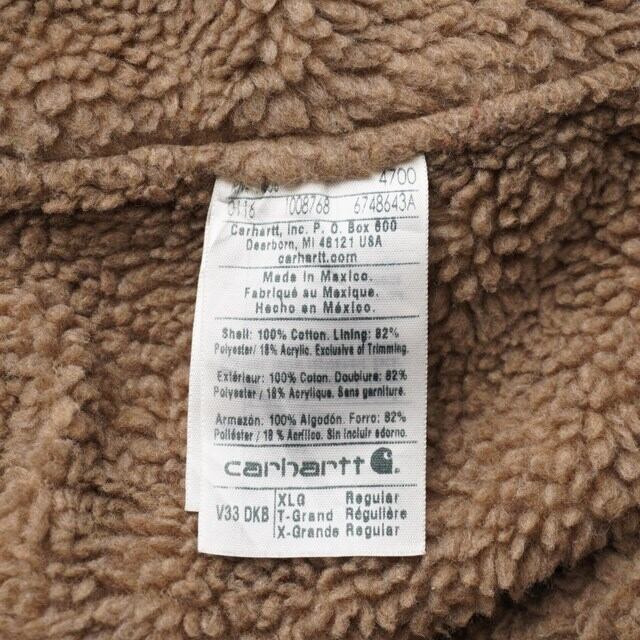 4700
0116 1008768 6748643A
Carhartt, Inc. P. O. Box 600
Dearborn, MI 48121 USA
carhartt.com
Made in Mexico.
Fabriqué au Mexique.
Hecho en México.
Shell: 100% Cotton. Lining: 82%
Polyester / 18% Acrylic. Exclusive of Trimming.
Extérieur: 100% Coton. Doublure: 82%
Polyester / 18% Acrylique. Sans garniture.
Armazón: 100% Algodón. Forro: 82%
Poliéster / 18 % Acrílico. Sin incluir adorno.
carhartt
V33 DKB
XLG Regular
T-Grand Régulière
X-Grande Regular